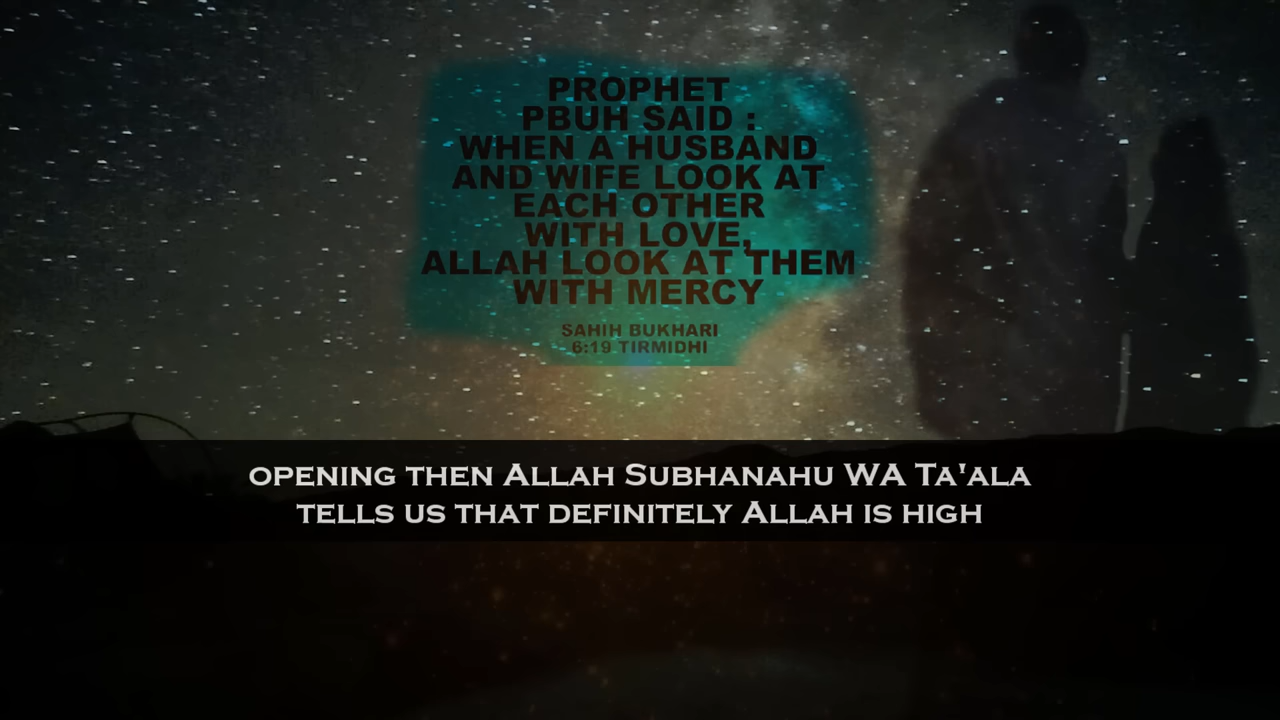 PROPHET
PBUH SAID :
WHEN A HUSBAND
AND WIFE LOOK AT
EACH OTHER
WITH LOVE,
ALLAH LOOK AT THEM
WITH MERCY
SAHIH BUKHARI
6:19 TIRMIDHI
OPENING THEN ALLAH SUBHANAHU WA TA'ALA
TELLS US THAT DEFINITELY ALLAH IS HIGH